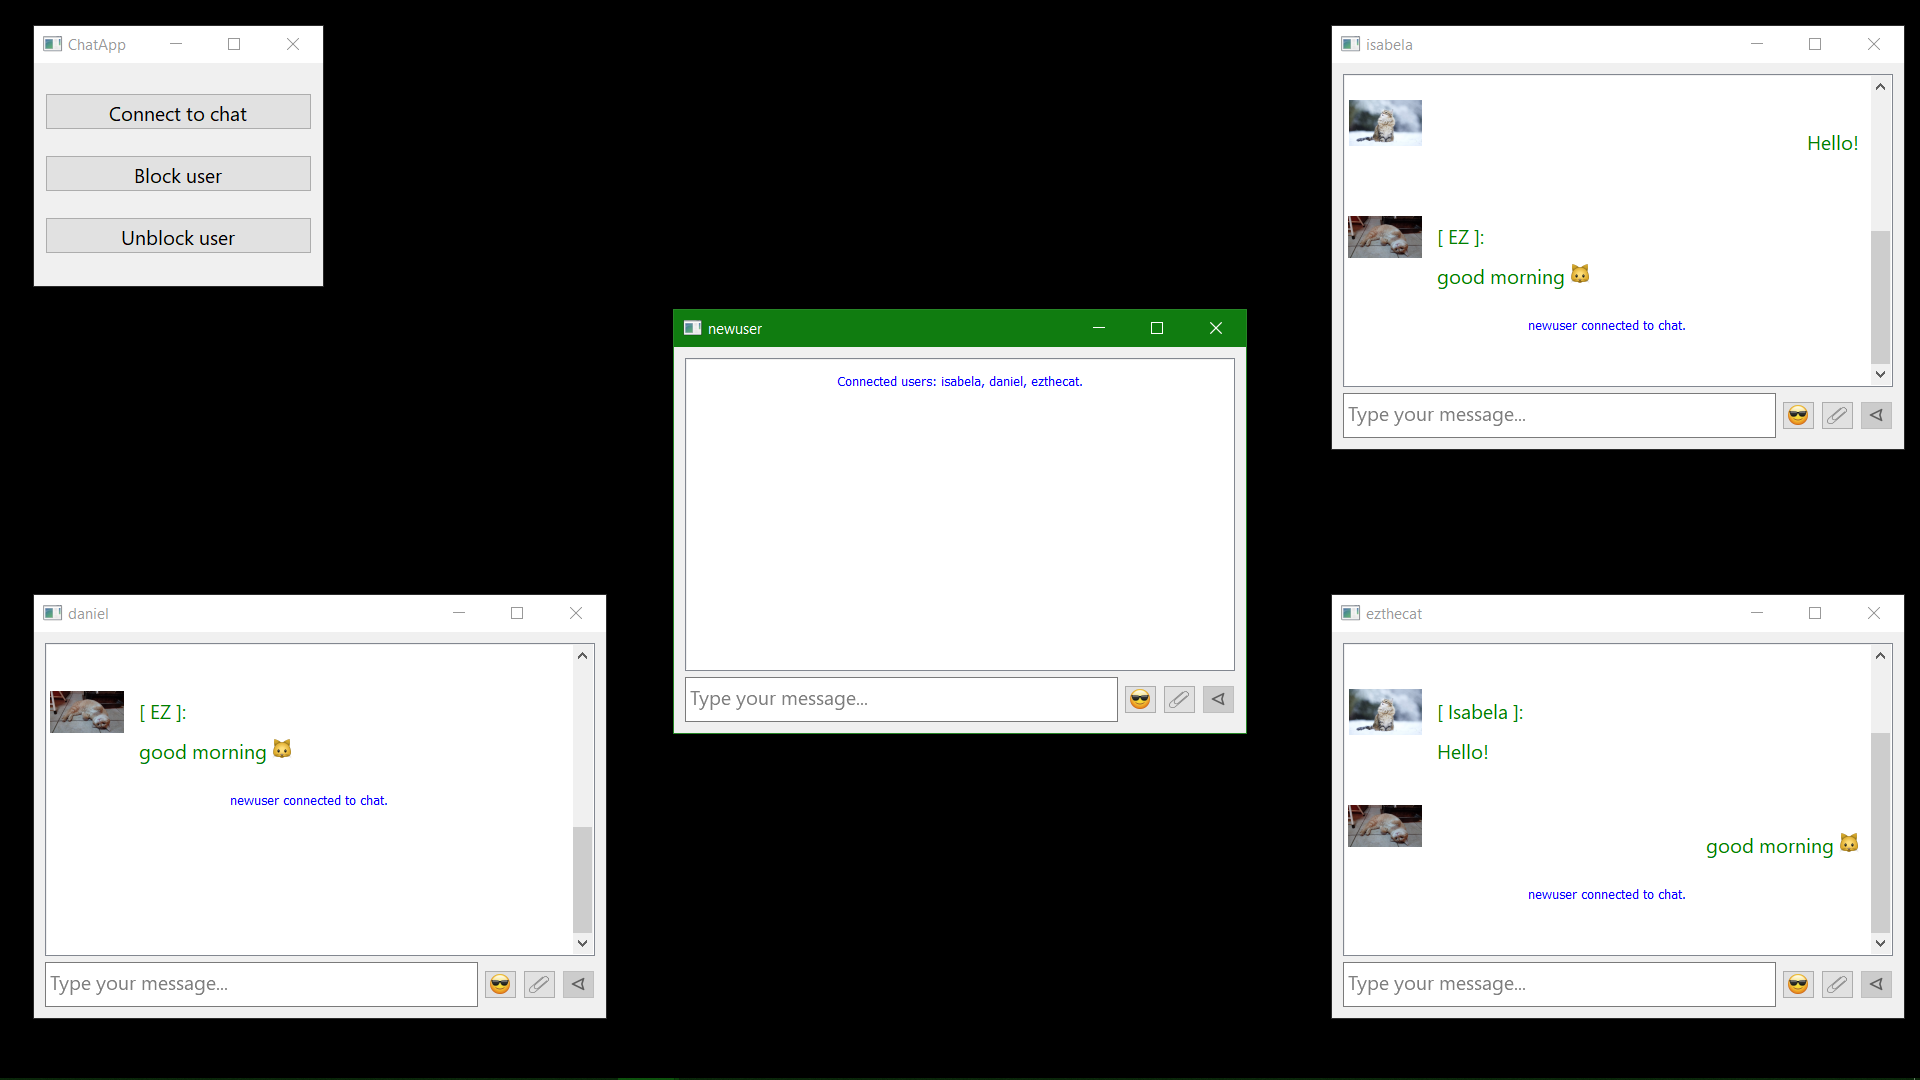 ChatApp
Connect to chat
Block user
Unblock user
isabela
Hello!
[ EZ ]:
good morning 🐱
newuser connected to chat.
Type your message...
newuser
Connected users: isabela, daniel, ezthecat.
Type your message...
daniel
[ EZ ]:
good morning 🐱
newuser connected to chat.
Type your message...
ezthecat
[ Isabela ]:
Hello!
good morning 🐱
newuser connected to chat.
Type your message...